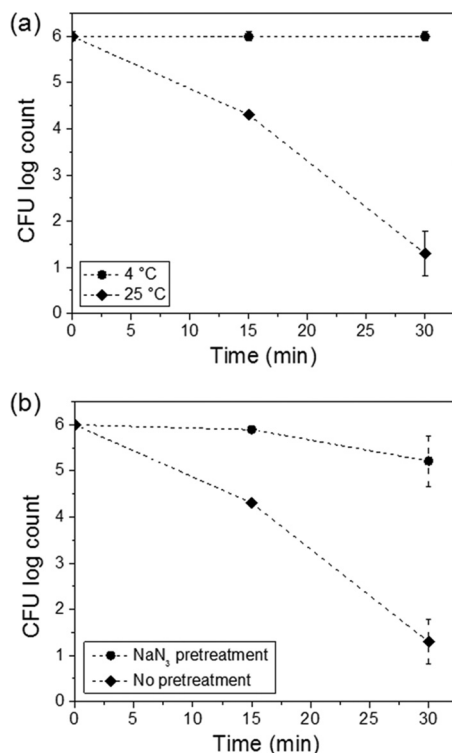 (a)
CFU log count
6
5
4
3
2
1
0
4 °C
25 °C
0 5 10 15 20 25 30
Time (min)
(b)
CFU log count
6
5
4
3
2
1
0
NaN₃ pretreatment
No pretreatment
0 5 10 15 20 25 30
Time (min)